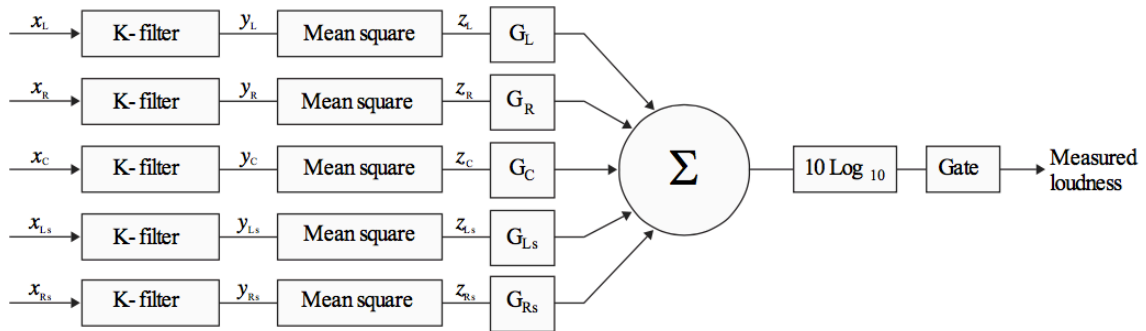 x_L K- filter y_L Mean square z_L G_L
x_R K- filter y_R Mean square z_R G_R
x_C K- filter y_C Mean square z_C G_C
Σ 10 Log 10 Gate Measured
loudness
x_Ls K- filter y_Ls Mean square z_Ls G_Ls
x_Rs K- filter y_Rs Mean square z_Rs G_Rs